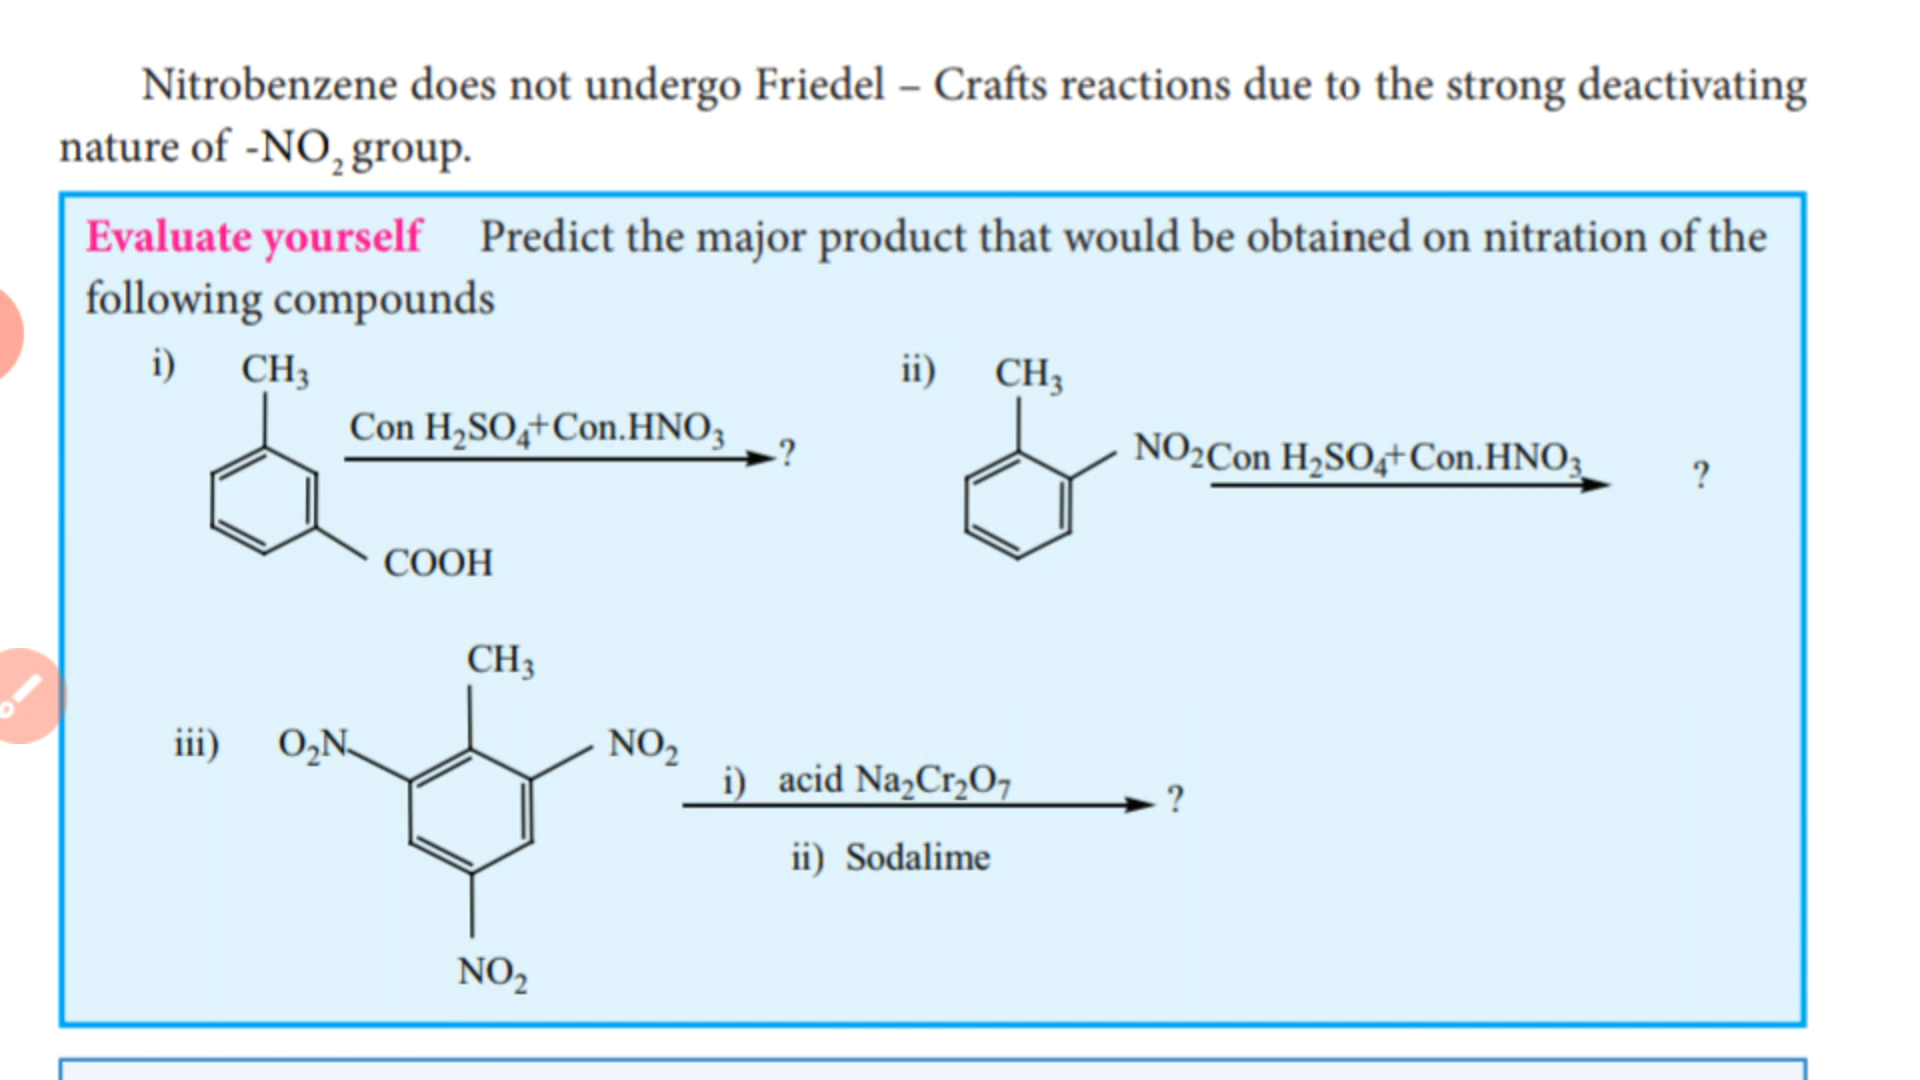 Nitrobenzene does not undergo Friedel – Crafts reactions due to the strong deactivating
nature of -NO₂ group.
Evaluate yourself Predict the major product that would be obtained on nitration of the
following compounds
i) CH₃
Con H₂SO₄+Con.HNO₃ ?
COOH
ii) CH₃
NO₂ Con H₂SO₄+Con.HNO₃ ?
CH₃
iii) O₂N NO₂
i) acid Na₂Cr₂O₇ ?
ii) Sodalime
NO₂